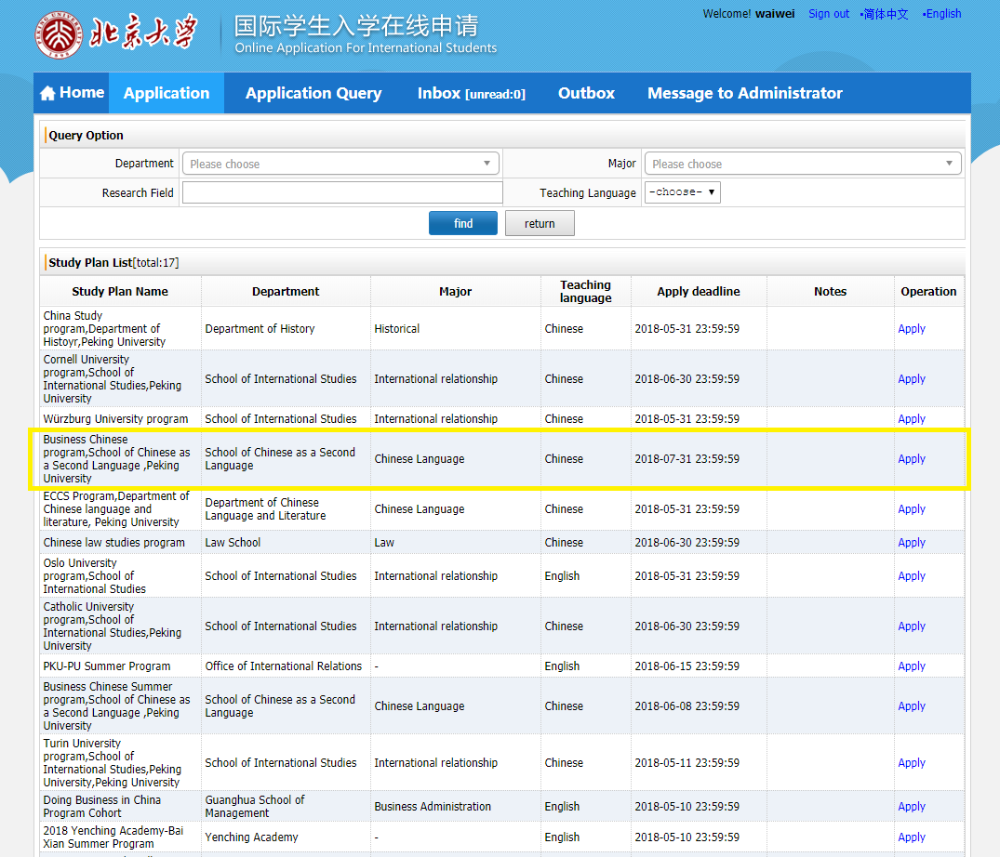 PEKING UNIVERSITY
1898
北京大学
国际学生入学在线申请
Online Application For International Students
Welcome! waiwei Sign out •简体中文 •English
Home Application Application Query Inbox [unread:0] Outbox Message to Administrator
Query Option
Department Please choose Major Please choose
Research Field Teaching Language -choose-
find return
Study Plan List[total:17]
Study Plan Name Department Major Teaching language Apply deadline Notes Operation
China Study
program,Department of
Histoyr,Peking University
Department of History Historical Chinese 2018-05-31 23:59:59 Apply
Cornell University
program,School of
International Studies,Peking
University
School of International Studies International relationship Chinese 2018-06-30 23:59:59 Apply
Würzburg University program School of International Studies International relationship Chinese 2018-05-31 23:59:59 Apply
Business Chinese
program,School of Chinese as
a Second Language ,Peking
University
School of Chinese as a Second
Language
Chinese Language Chinese 2018-07-31 23:59:59 Apply
ECCS Program,Department of
Chinese language and
literature, Peking University
Department of Chinese
Language and Literature
Chinese Language Chinese 2018-05-31 23:59:59 Apply
Chinese law studies program Law School Law Chinese 2018-06-30 23:59:59 Apply
Oslo University
program,School of
International Studies
School of International Studies International relationship English 2018-05-31 23:59:59 Apply
Catholic University
program,School of
International Studies,Peking
University
School of International Studies International relationship Chinese 2018-06-30 23:59:59 Apply
PKU-PU Summer Program Office of International Relations - English 2018-06-15 23:59:59 Apply
Business Chinese Summer
program,School of Chinese as
a Second Language ,Peking
University
School of Chinese as a Second
Language
Chinese Language Chinese 2018-06-08 23:59:59 Apply
Turin University
program,School of
International Studies,Peking
University,Peking University
School of International Studies International relationship Chinese 2018-05-11 23:59:59 Apply
Doing Business in China
Program Cohort
Guanghua School of
Management
Business Administration English 2018-05-10 23:59:59 Apply
2018 Yenching Academy-Bai
Xian Summer Program
Yenching Academy - English 2018-05-10 23:59:59 Apply